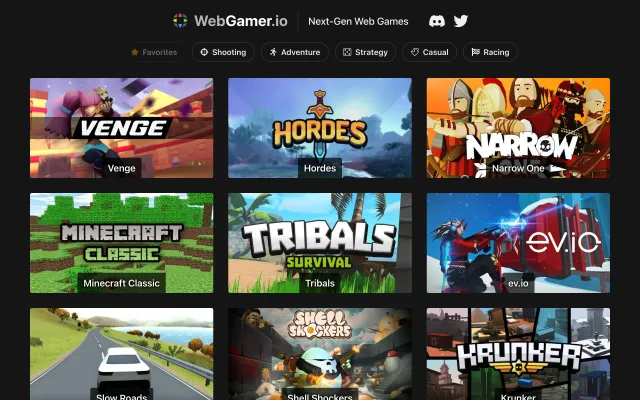 WebGamer.io
Next-Gen Web Games
Favorites
Shooting
Adventure
Strategy
Casual
Racing
VENGE
Venge
HORDES
Hordes
NARROW
ONE
Narrow One
MINECRAFT
CLASSIC
Minecraft Classic
TRIBALS
SURVIVAL
Tribals
ev.io
ev.io
Slow Roads
SHELL
SHOCKERS
Shell Shockers
KRUNKER
Krunker